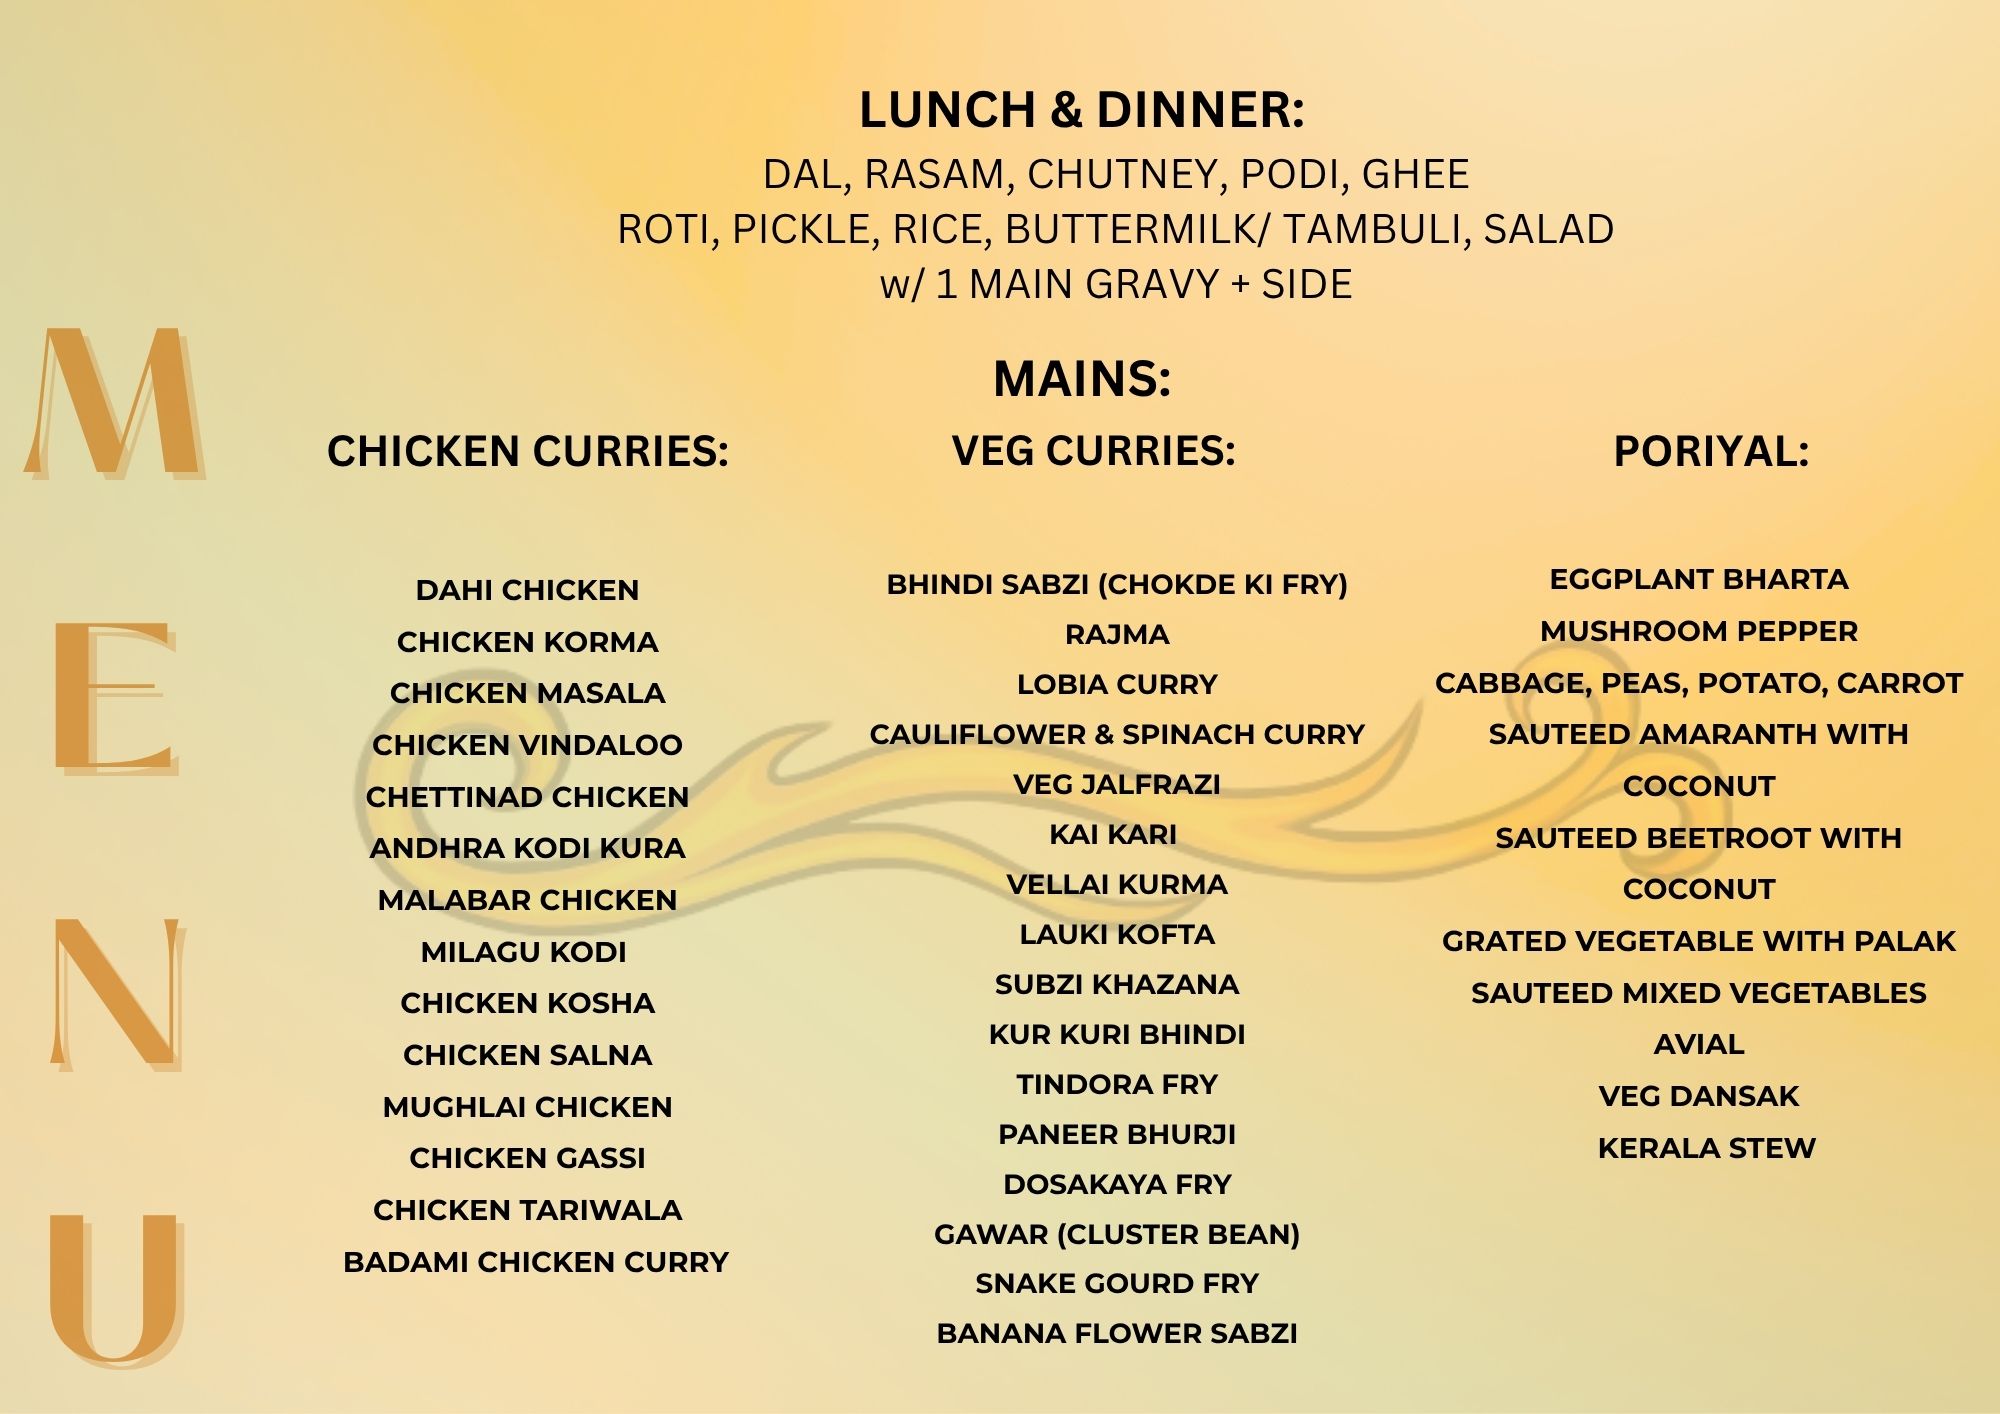 MENU
LUNCH & DINNER:
DAL, RASAM, CHUTNEY, PODI, GHEE
ROTI, PICKLE, RICE, BUTTERMILK/ TAMBULI, SALAD
w/ 1 MAIN GRAVY + SIDE
MAINS:
CHICKEN CURRIES:
DAHI CHICKEN
CHICKEN KORMA
CHICKEN MASALA
CHICKEN VINDALOO
CHETTINAD CHICKEN
ANDHRA KODI KURA
MALABAR CHICKEN
MILAGU KODI
CHICKEN KOSHA
CHICKEN SALNA
MUGHLAI CHICKEN
CHICKEN GASSI
CHICKEN TARIWALA
BADAMI CHICKEN CURRY
VEG CURRIES:
BHINDI SABZI (CHOKDE KI FRY)
RAJMA
LOBIA CURRY
CAULIFLOWER & SPINACH CURRY
VEG JALFRAZI
KAI KARI
VELLAI KURMA
LAUKI KOFTA
SUBZI KHAZANA
KUR KURI BHINDI
TINDORA FRY
PANEER BHURJI
DOSAKAYA FRY
GAWAR (CLUSTER BEAN)
SNAKE GOURD FRY
BANANA FLOWER SABZI
PORIYAL:
EGGPLANT BHARTA
MUSHROOM PEPPER
CABBAGE, PEAS, POTATO, CARROT
SAUTEED AMARANTH WITH
COCONUT
SAUTEED BEETROOT WITH
COCONUT
GRATED VEGETABLE WITH PALAK
SAUTEED MIXED VEGETABLES
AVIAL
VEG DANSAK
KERALA STEW